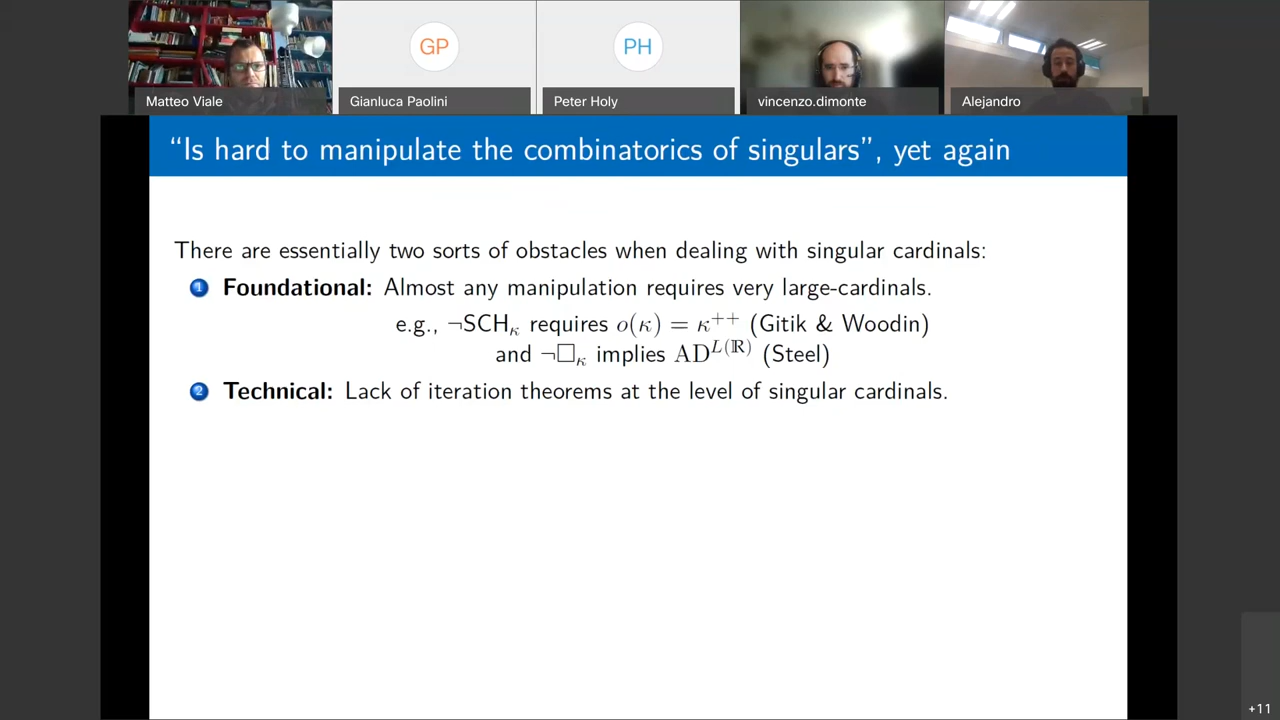 GP
PH
Matteo Viale
Gianluca Paolini
Peter Holy
vincenzo.dimonte
Alejandro
“Is hard to manipulate the combinatorics of singulars”, yet again
There are essentially two sorts of obstacles when dealing with singular cardinals:
1 Foundational: Almost any manipulation requires very large-cardinals.
e.g., ¬SCH_κ requires o(κ) = κ⁺⁺ (Gitik & Woodin)
and ¬□_κ implies AD^{L(ℝ)} (Steel)
2 Technical: Lack of iteration theorems at the level of singular cardinals.
+11